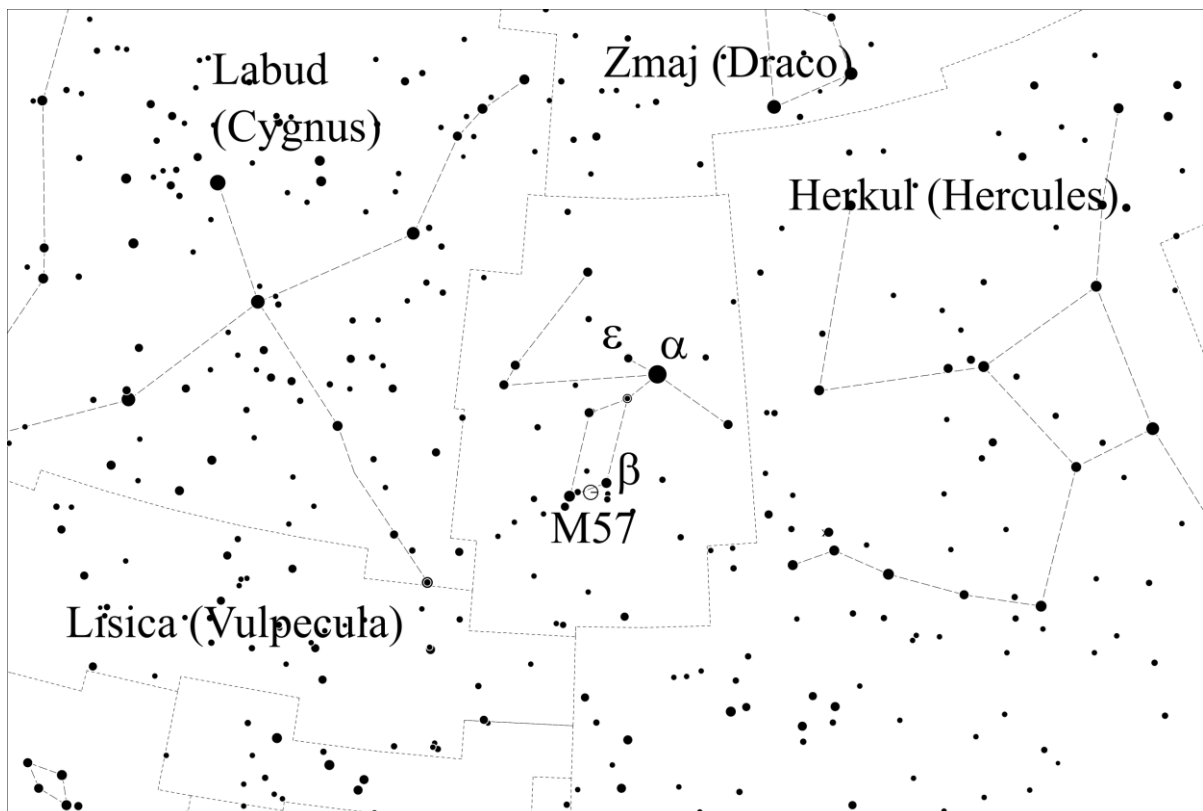 Labud
(Cygnus)
Zmaj (Draco)
Herkul (Hercules)
ε
α
β
M57
Lisica (Vulpecula)